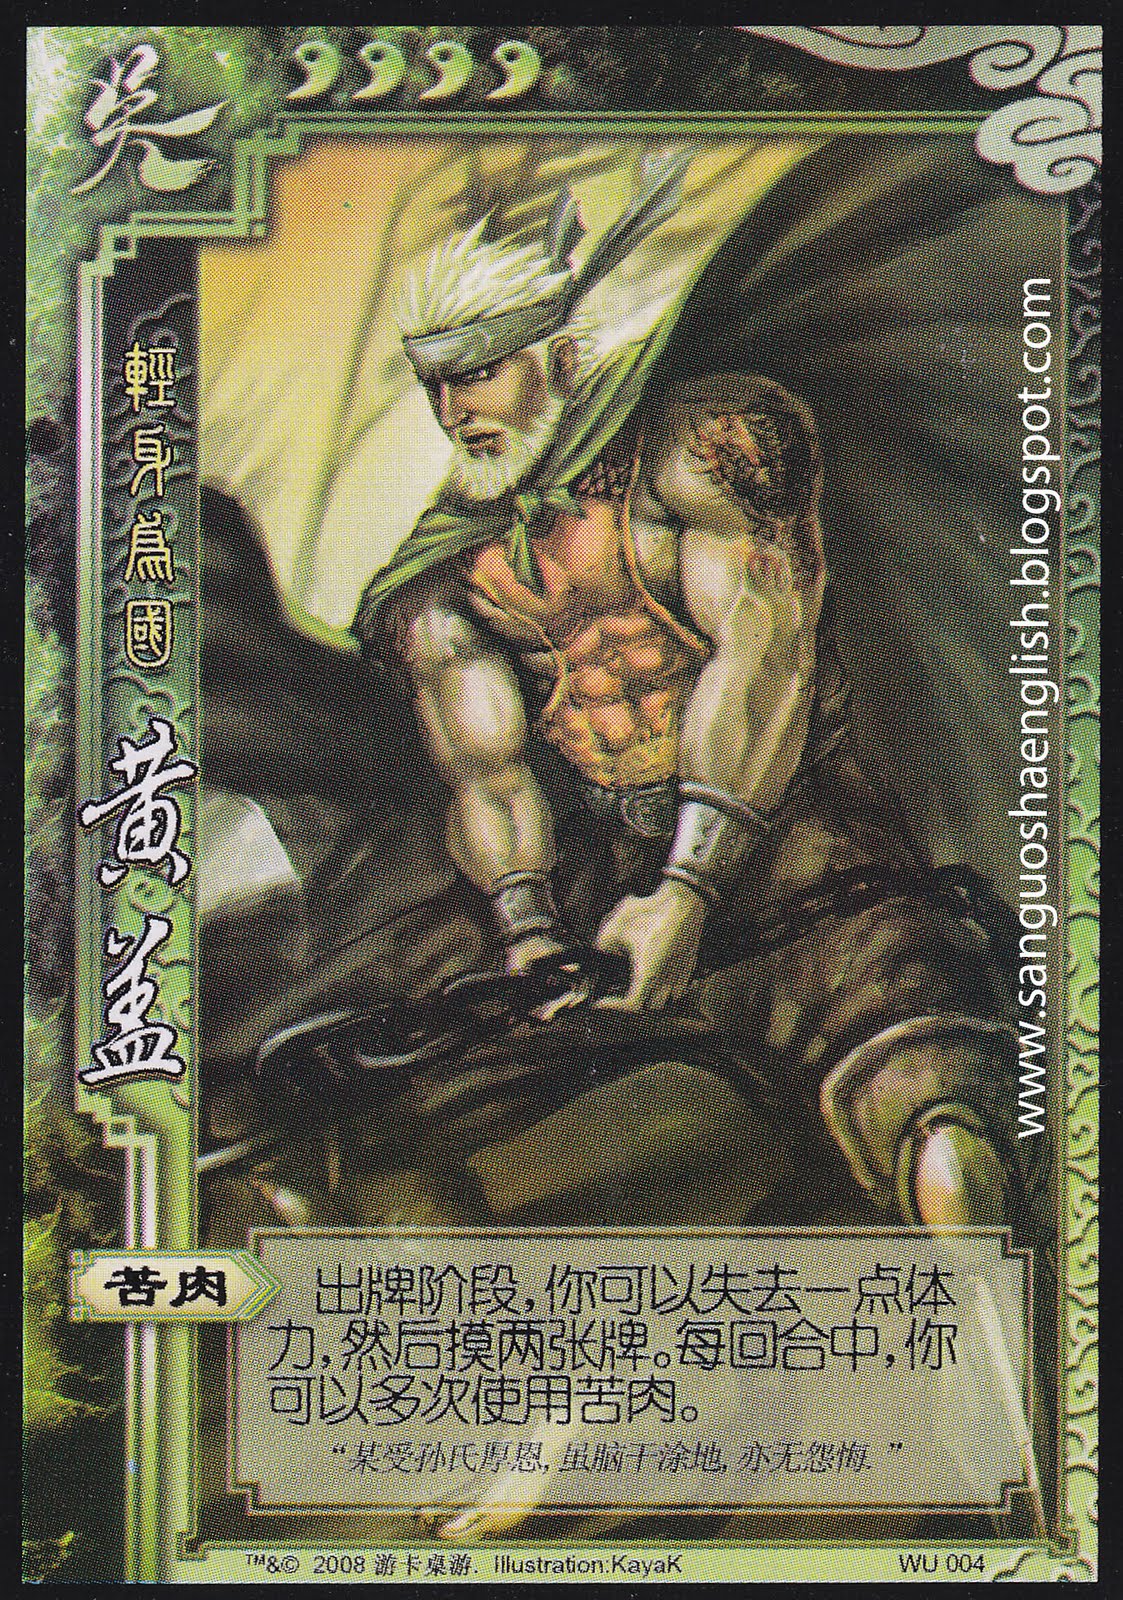 吴
輕身為國
黄盖
www.sanguoshaenglish.blogspot.com
苦肉
出牌阶段,你可以失去一点体
力,然后摸两张牌。每回合中,你
可以多次使用苦肉。
“某受孙氏厚恩,虽脑干涂地,亦无怨悔.”
™&© 2008 游卡桌游. Illustration:KayaK
WU 004